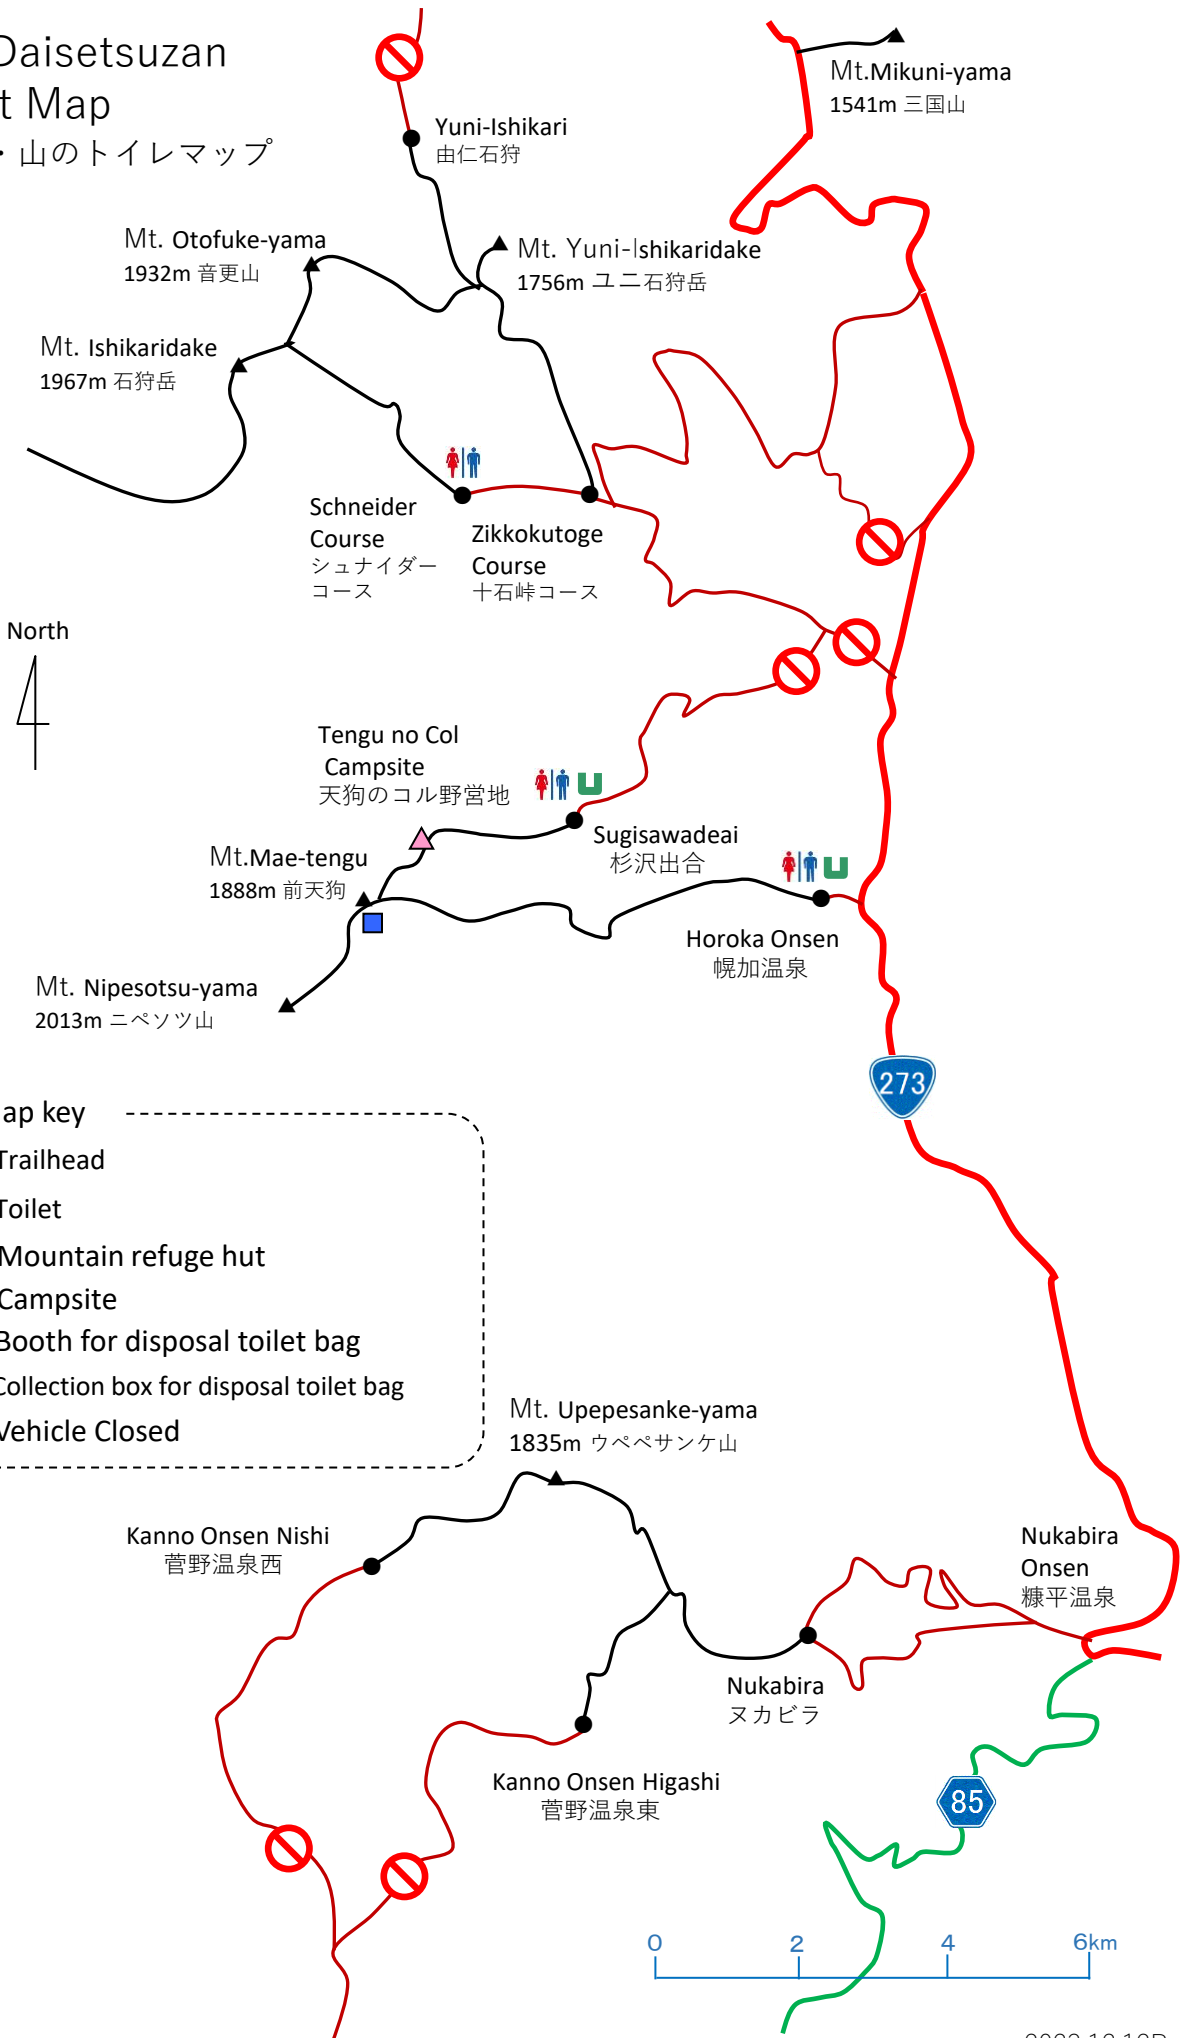 Daisetsuzan
t Map
・山のトイレマップ
Mt.Mikuni-yama
1541m 三国山
Yuni-Ishikari
由仁石狩
Mt. Otofuke-yama
1932m 音更山
Mt. Yuni-Ishikaridake
1756m ユニ石狩岳
Mt. Ishikaridake
1967m 石狩岳
Schneider
Course
シュナイダー
コース
Zikkokutoge
Course
十石峠コース
North
Tengu no Col
Campsite
天狗のコル野営地
Sugisawadeai
杉沢出合
Mt.Mae-tengu
1888m 前天狗
Horoka Onsen
幌加温泉
Mt. Nipesotsu-yama
2013m ニペソツ山
273
ap key
Trailhead
Toilet
Mountain refuge hut
Campsite
Booth for disposal toilet bag
Collection box for disposal toilet bag
Vehicle Closed
Mt. Upepesanke-yama
1835m ウペペサンケ山
Kanno Onsen Nishi
菅野温泉西
Nukabira
Onsen
糠平温泉
Nukabira
ヌカビラ
Kanno Onsen Higashi
菅野温泉東
85
0 2 4 6km